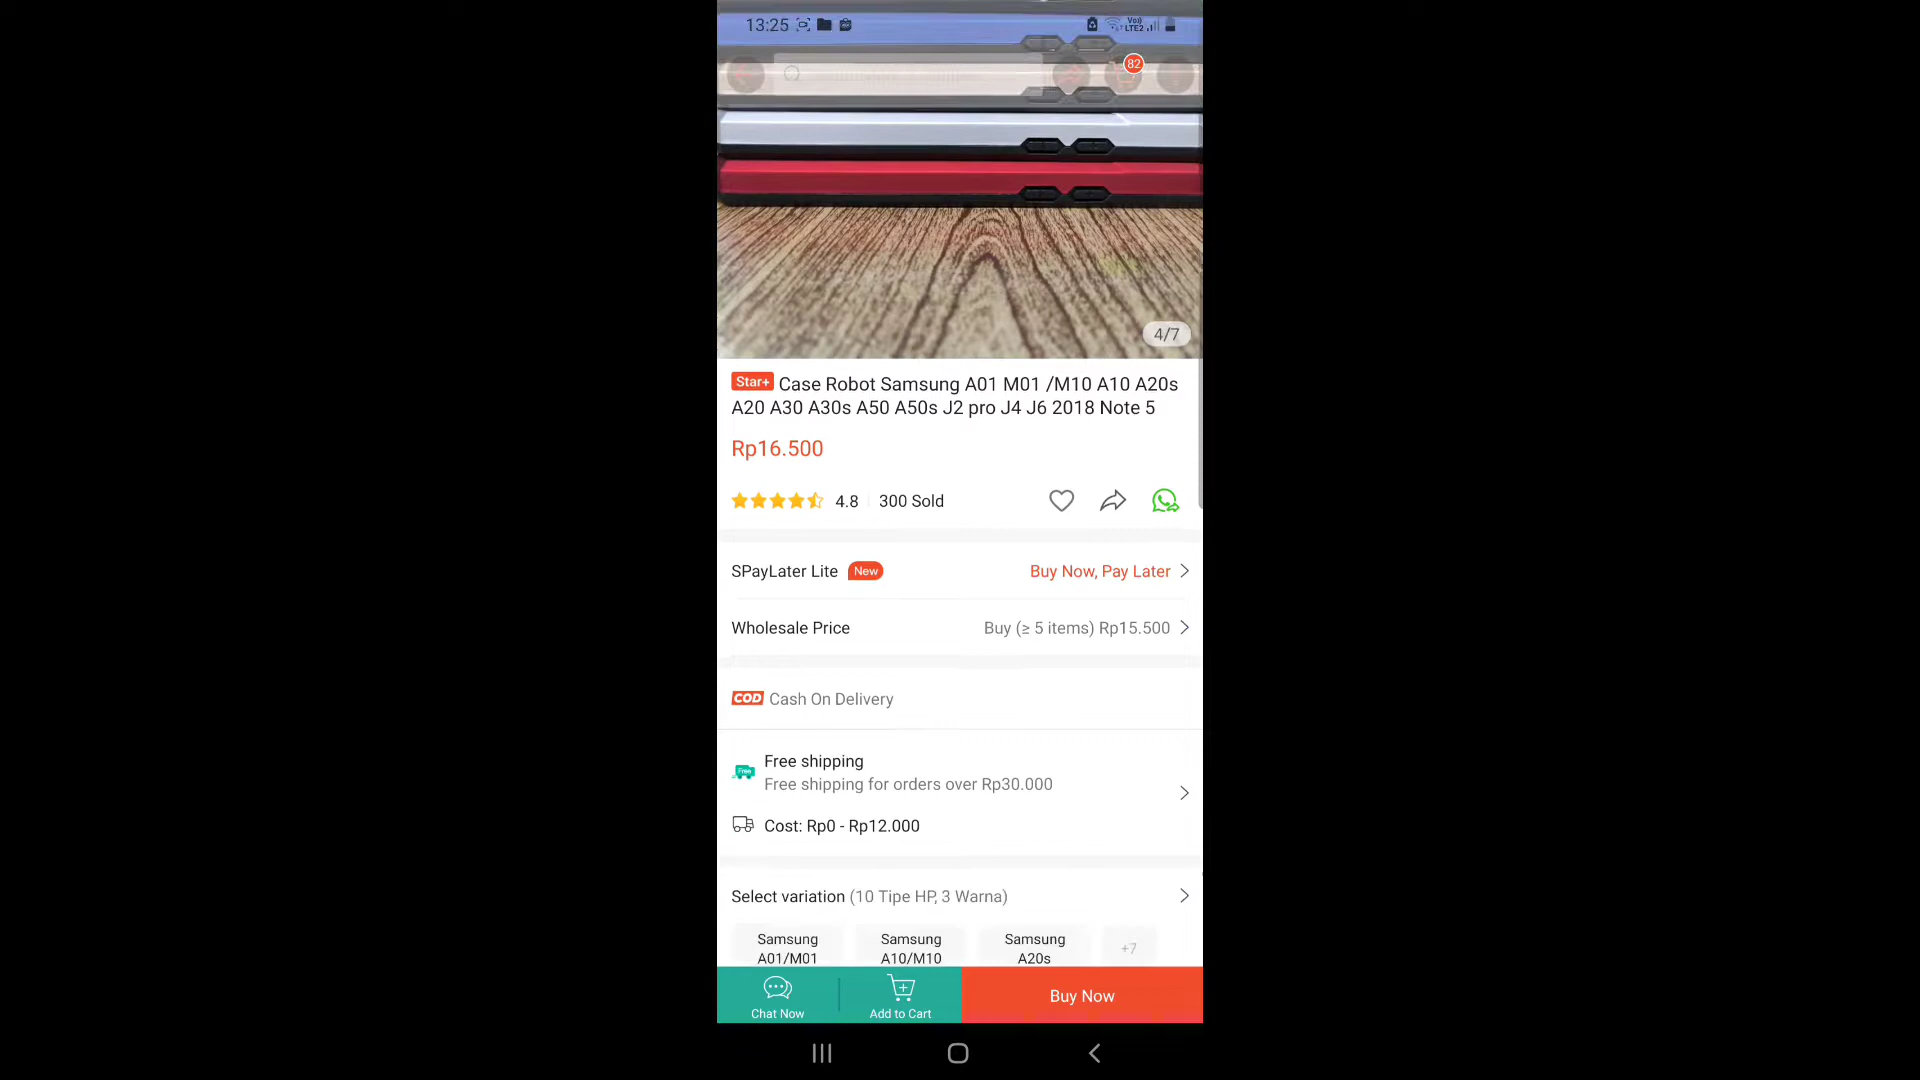 13:25
Vo))
LTE2
82
4/7
Star+ Case Robot Samsung A01 M01 /M10 A10 A20s
A20 A30 A30s A50 A50s J2 pro J4 J6 2018 Note 5
Rp16.500
4.8 300 Sold
SPayLater Lite New Buy Now, Pay Later
Wholesale Price Buy (≥ 5 items) Rp15.500
COD Cash On Delivery
Free shipping
Free Free shipping for orders over Rp30.000
Cost: Rp0 - Rp12.000
Select variation (10 Tipe HP, 3 Warna)
Samsung A01/M01
Samsung A10/M10
Samsung A20s
+7
Chat Now
Add to Cart
Buy Now